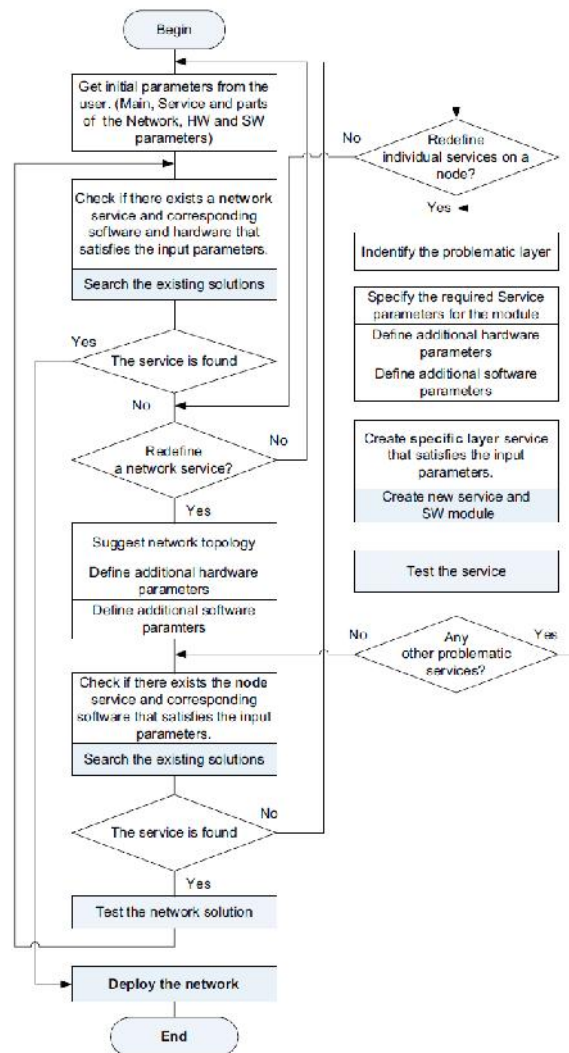 Begin
Get initial parameters from the
user. (Main, Service and parts
of the Network, HW and SW
parameters)
Check if there exists a network
service and corresponding
software and hardware that
satisfies the input parameters.
Search the existing solutions
Yes
The service is found
No
Redefine
a network service?
No
Yes
Suggest network topology
Define additional hardware
parameters
Define additional software
paramters
Check if there exists the node
service and corresponding
software that satisfies the input
parameters.
Search the existing solutions
No
The service is found
Yes
Test the network solution
Deploy the network
End
No
Redefine
individual services on a
node?
Yes
Indentify the problematic layer
Specify the required Service
parameters for the module
Define additional hardware
parameters
Define additional software
parameters
Create specific layer service
that satisfies the input
parameters.
Create new service and
SW module
Test the service
No
Any
other problematic
services?
Yes